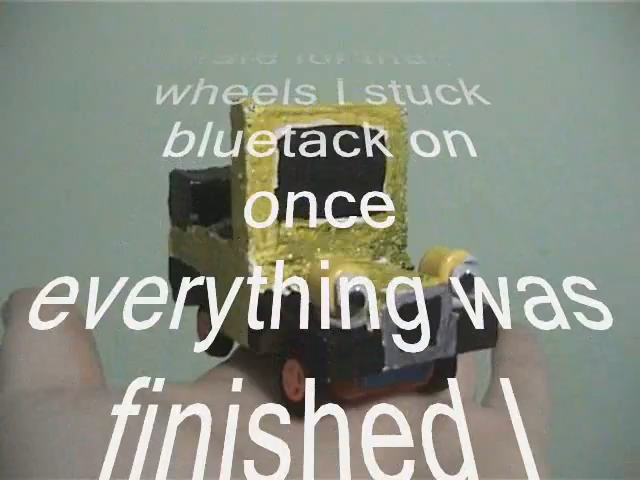 wheels I stuck
bluetack on
once
everything was
finished I